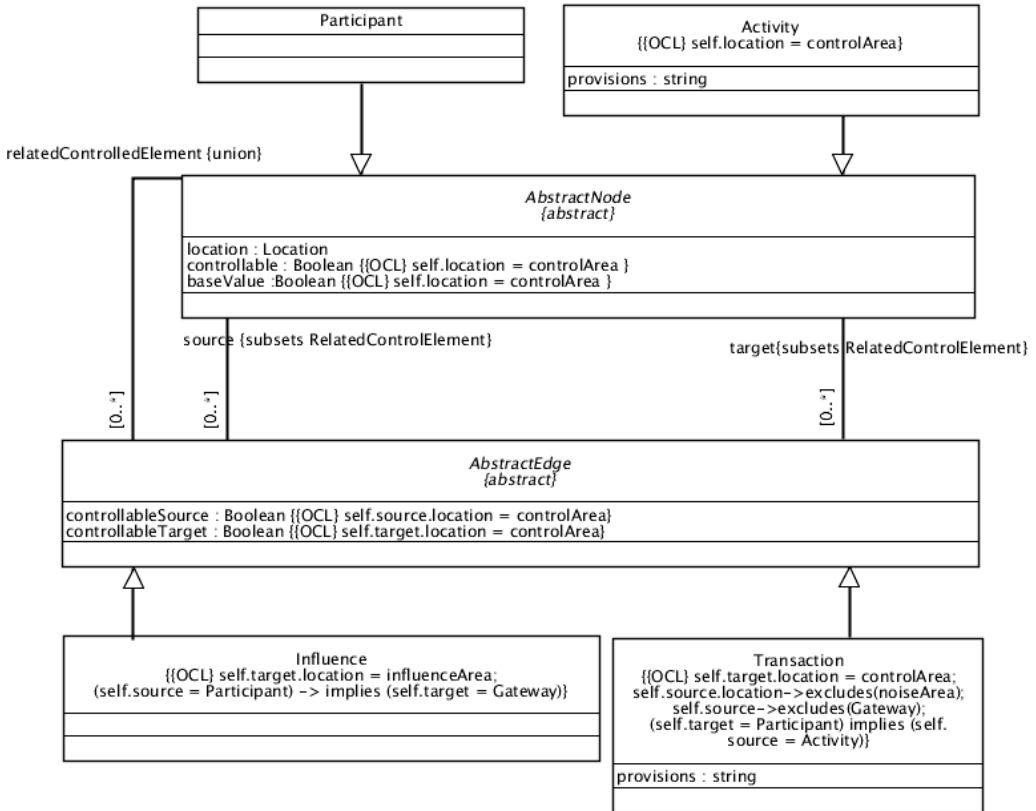 Participant
Activity
{{OCL} self.location = controlArea}
provisions : string
relatedControlledElement {union}
AbstractNode
{abstract}
location : Location
controllable : Boolean {{OCL} self.location = controlArea }
baseValue :Boolean {{OCL} self.location = controlArea }
source {subsets RelatedControlElement}
target{subsets RelatedControlElement}
[0..*]
[0..*]
[0..*]
AbstractEdge
{abstract}
controllableSource : Boolean {{OCL} self.source.location = controlArea}
controllableTarget : Boolean {{OCL} self.target.location = controlArea}
Influence
{{OCL} self.target.location = influenceArea;
(self.source = Participant) -> implies (self.target = Gateway)}
Transaction
{{OCL} self.target.location = controlArea;
self.source.location->excludes(noiseArea);
self.source->excludes(Gateway);
(self.target = Participant) implies (self.
source = Activity)}
provisions : string